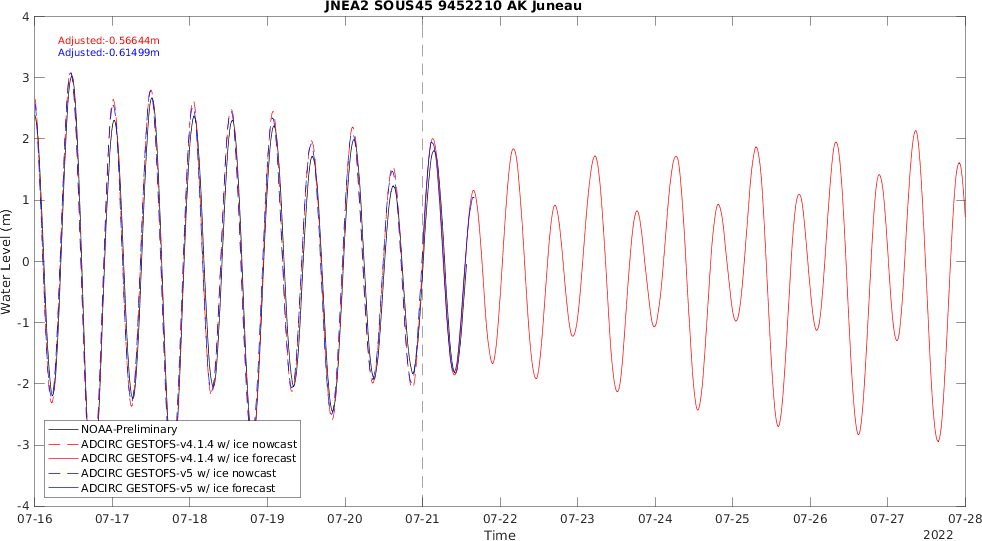 JNEA2 SOUS45 9452210 AK Juneau
Adjusted:-0.56644m
Adjusted:-0.61499m
4
3
2
1
0
-1
-2
-3
-4
Water Level (m)
NOAA-Preliminary
ADCIRC GESTOFS-v4.1.4 w/ ice nowcast
ADCIRC GESTOFS-v4.1.4 w/ ice forecast
ADCIRC GESTOFS-v5 w/ ice nowcast
ADCIRC GESTOFS-v5 w/ ice forecast
07-16 07-17 07-18 07-19 07-20 07-21 07-22 07-23 07-24 07-25 07-26 07-27 07-28
Time
2022